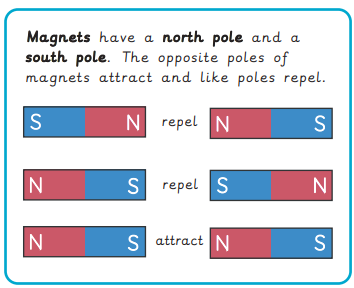 Magnets have a north pole and a
south pole. The opposite poles of
magnets attract and like poles repel.
S N repel N S
N S repel S N
N S attract N S